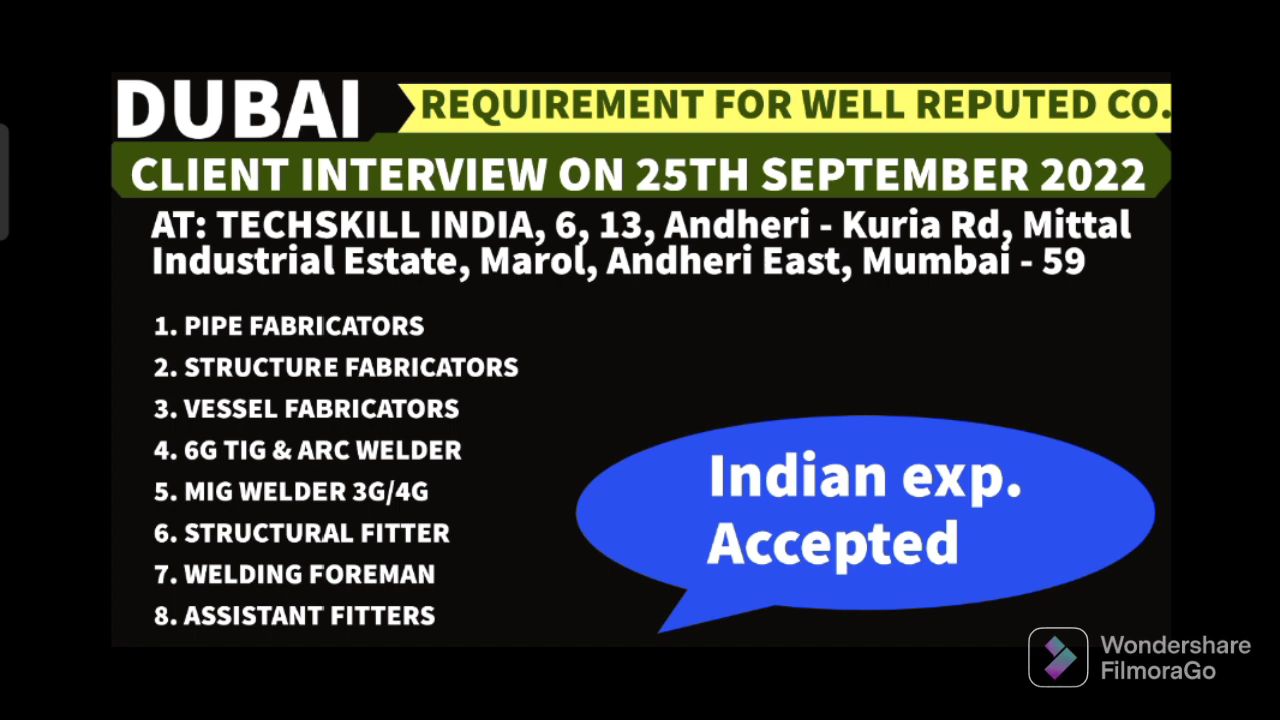 DUBAI
REQUIREMENT FOR WELL REPUTED CO.
CLIENT INTERVIEW ON 25TH SEPTEMBER 2022
AT: TECHSKILL INDIA, 6, 13, Andheri - Kuria Rd, Mittal
Industrial Estate, Marol, Andheri East, Mumbai - 59
1. PIPE FABRICATORS
2. STRUCTURE FABRICATORS
3. VESSEL FABRICATORS
4. 6G TIG & ARC WELDER
5. MIG WELDER 3G/4G
6. STRUCTURAL FITTER
7. WELDING FOREMAN
8. ASSISTANT FITTERS
Indian exp.
Accepted
Wondershare
FilmoraGo